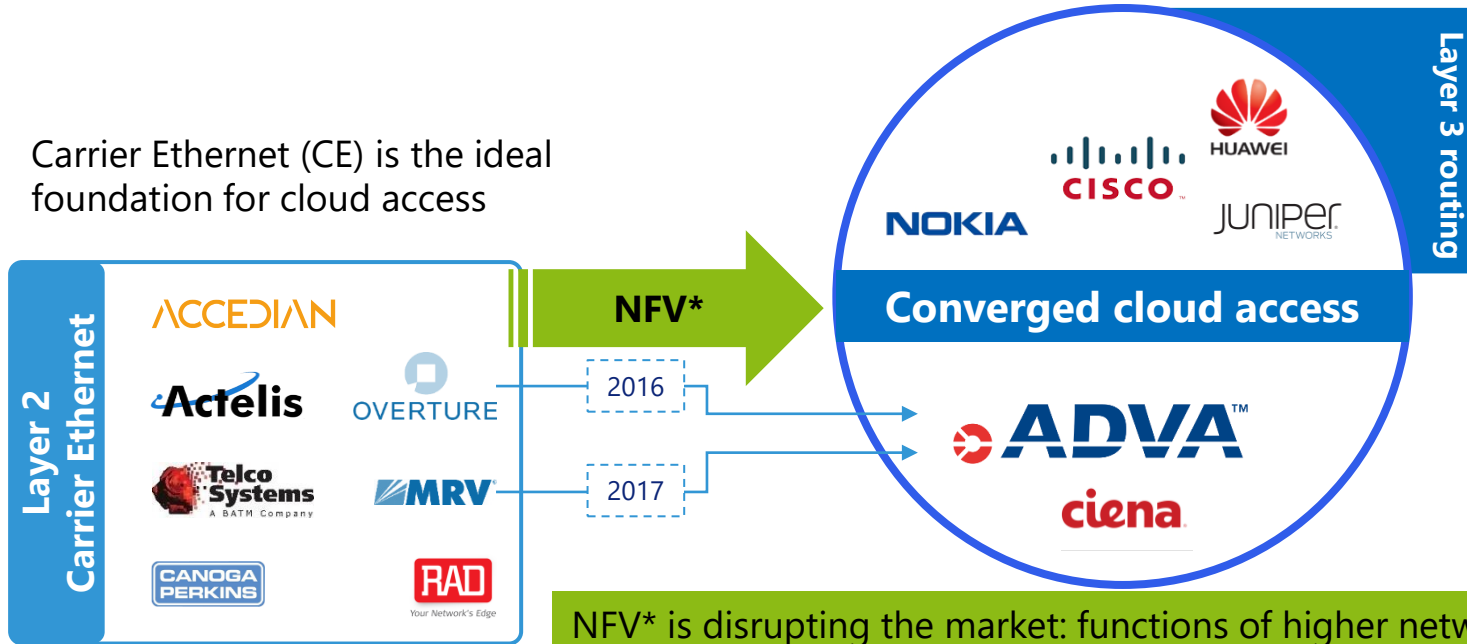 Carrier Ethernet (CE) is the ideal
foundation for cloud access
Layer 2
Carrier Ethernet
ACCEDIAN
Actelis
OVERTURE
Telco
Systems
A BATM Company
MRV
CANOGA
PERKINS
RAD
Your Network's Edge
NFV*
2016
2017
Layer 3 routing
HUAWEI
CISCO™
NOKIA
JUNIPER
NETWORKS
Converged cloud access
ADVA™
ciena
NFV* is disrupting the market: functions of higher netw